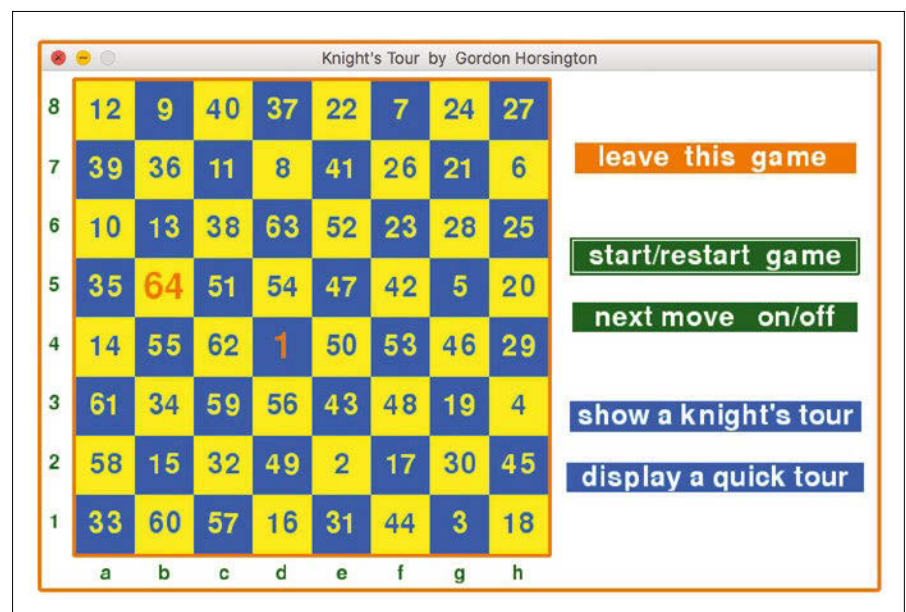 Knight's Tour by Gordon Horsington
8 12 9 40 37 22 7 24 27
7 39 36 11 8 41 26 21 6
6 10 13 38 63 52 23 28 25
5 35 64 51 54 47 42 5 20
4 14 55 62 1 50 53 46 29
3 61 34 59 56 43 48 19 4
2 58 15 32 49 2 17 30 45
1 33 60 57 16 31 44 3 18
a b c d e f g h
leave this game
start/restart game
next move on/off
show a knight's tour
display a quick tour